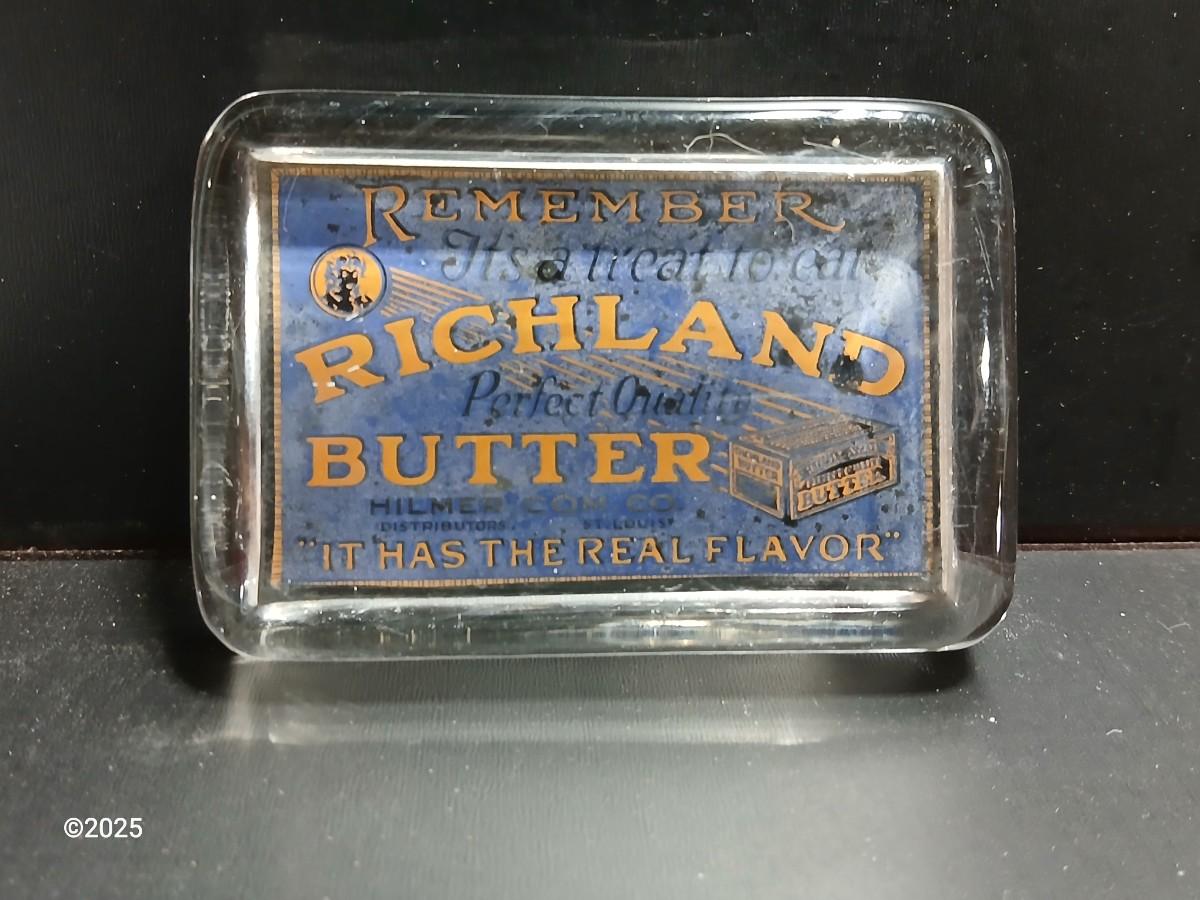 REMEMBER
It's a treat to eat
RICHLAND
Perfect Quality
BUTTER
BUTTER
HILMER COM. CO.
DISTRIBUTORS. ST. LOUIS
"IT HAS THE REAL FLAVOR"
©2025